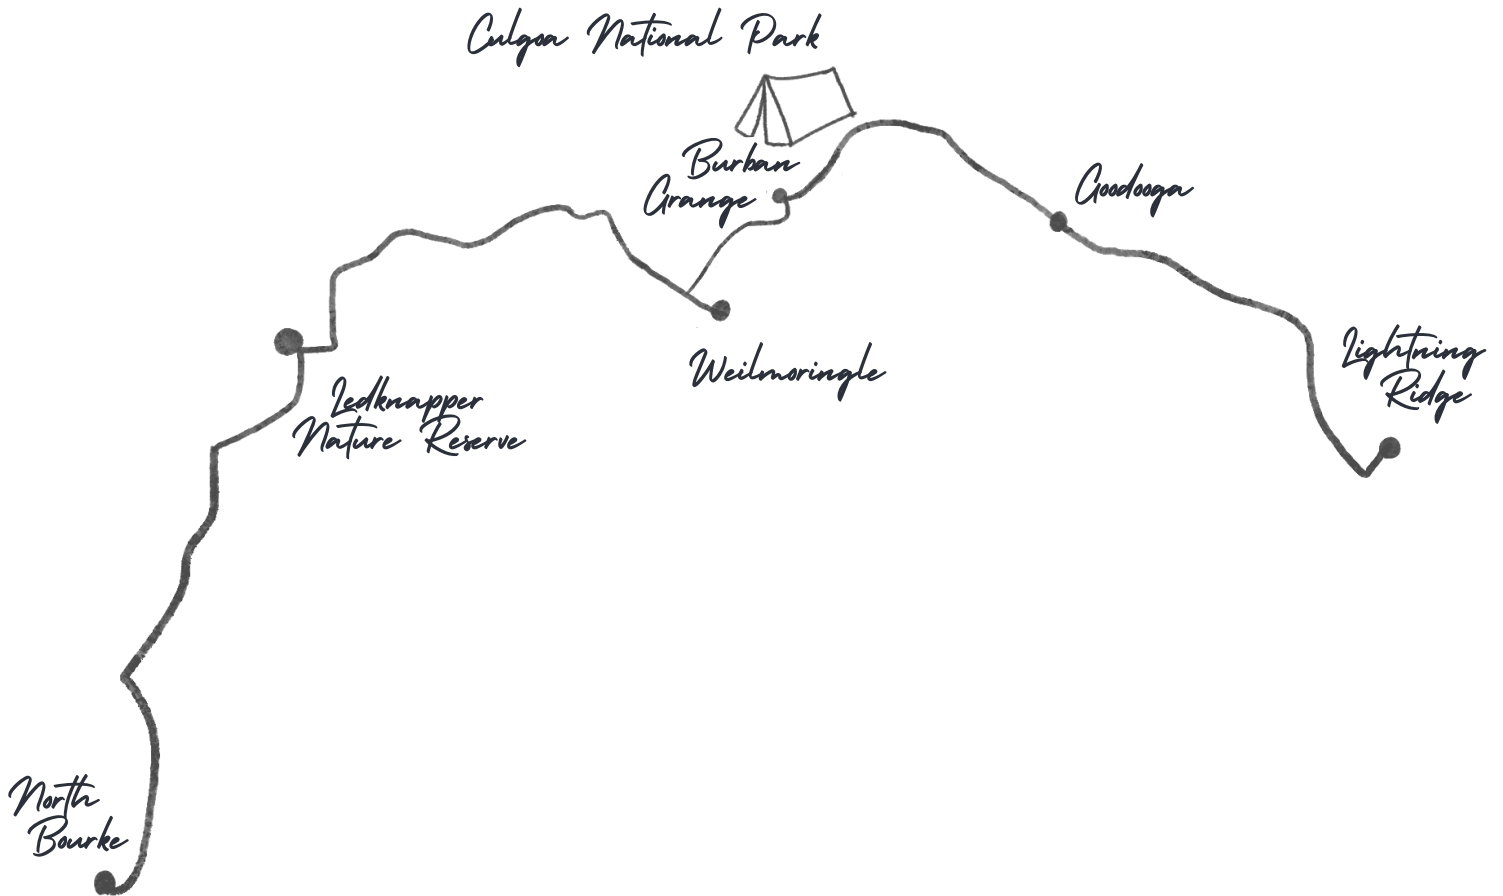 Culgoa National Park
Burban
Grange
Goodooga
Lightning
Ridge
Weilmoringle
Ledknapper
Nature Reserve
North
Bourke